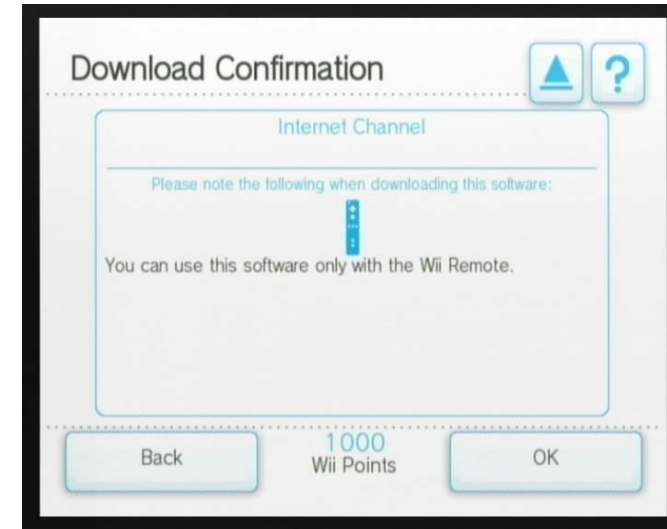 Download Confirmation
?
Internet Channel
Please note the following when downloading this software:
You can use this software only with the Wii Remote.
Back
1000
Wii Points
OK